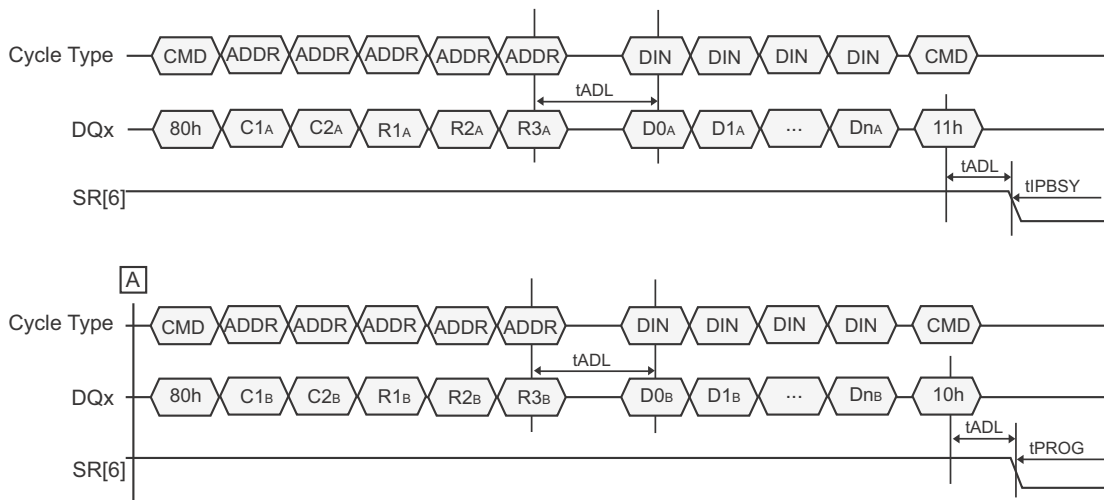 Cycle Type CMD ADDR ADDR ADDR ADDR ADDR DIN DIN DIN DIN CMD
tADL
DQx 80h C1A C2A R1A R2A R3A D0A D1A ... DnA 11h
tADL
tIPBSY
SR[6]
A
Cycle Type CMD ADDR ADDR ADDR ADDR ADDR DIN DIN DIN DIN CMD
tADL
DQx 80h C1B C2B R1B R2B R3B D0B D1B ... DnB 10h
tADL
tPROG
SR[6]